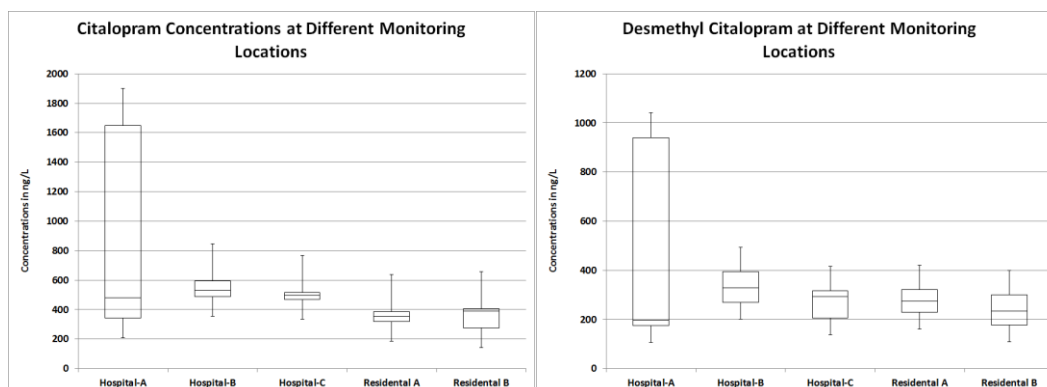 Citalopram Concentrations at Different Monitoring
Locations
2000
1800
1600
1400
1200
1000
800
600
400
200
0
Concentrations in ng/L
Hospital-A
Hospital-B
Hospital-C
Residental A
Residental B
Desmethyl Citalopram at Different Monitoring
Locations
1200
1000
800
600
400
200
0
Concentrations in ng/L
Hospital-A
Hospital-B
Hospital-C
Residental A
Residental B